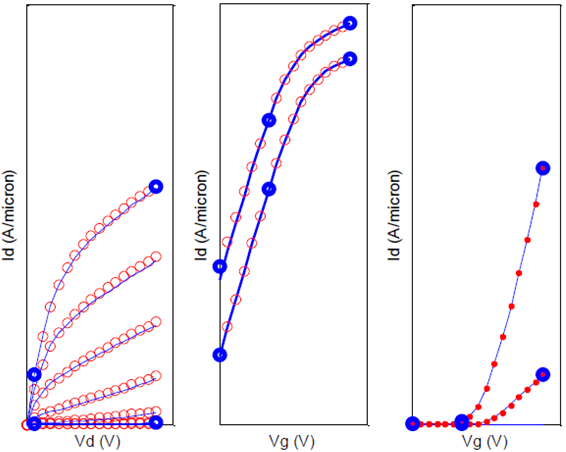 Id (A/micron)
Vd (V)
Id (A/micron)
Vg (V)
Id (A/micron)
Vg (V)